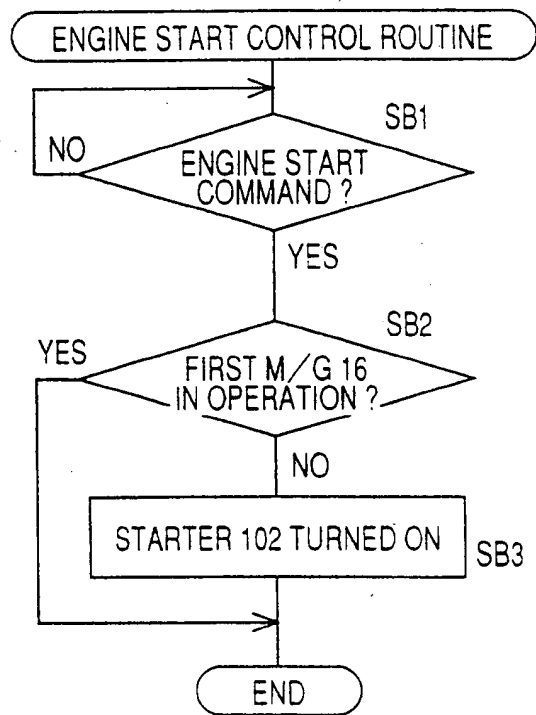 ENGINE START CONTROL ROUTINE
SB1
NO
ENGINE START
COMMAND ?
YES
SB2
YES
FIRST M/G 16
IN OPERATION ?
NO
STARTER 102 TURNED ON
SB3
END